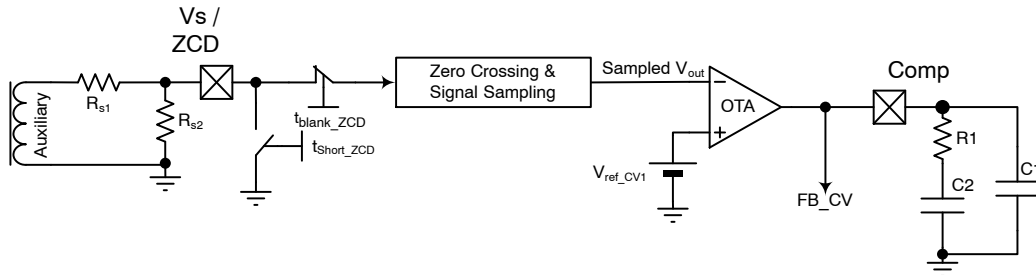 Vs /
ZCD
Auxiliary
Rs1
Rs2
tblank_ZCD
tShort_ZCD
Zero Crossing &
Signal Sampling
Sampled Vout
OTA
Vref_CV1
FB_CV
Comp
R1
C2
C1